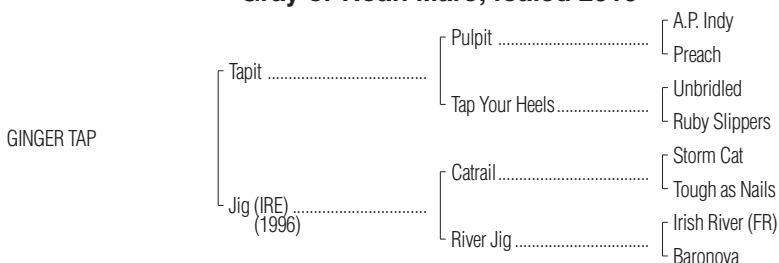 A.P. Indy
Pulpit ......................................
Preach
Tapit ........................................
Unbridled
Tap Your Heels.......................
Ruby Slippers
GINGER TAP
Storm Cat
Catrail......................................
Tough as Nails
Jig (IRE) ..................................
(1996)
Irish River (FR)
River Jig ..................................
Baronova